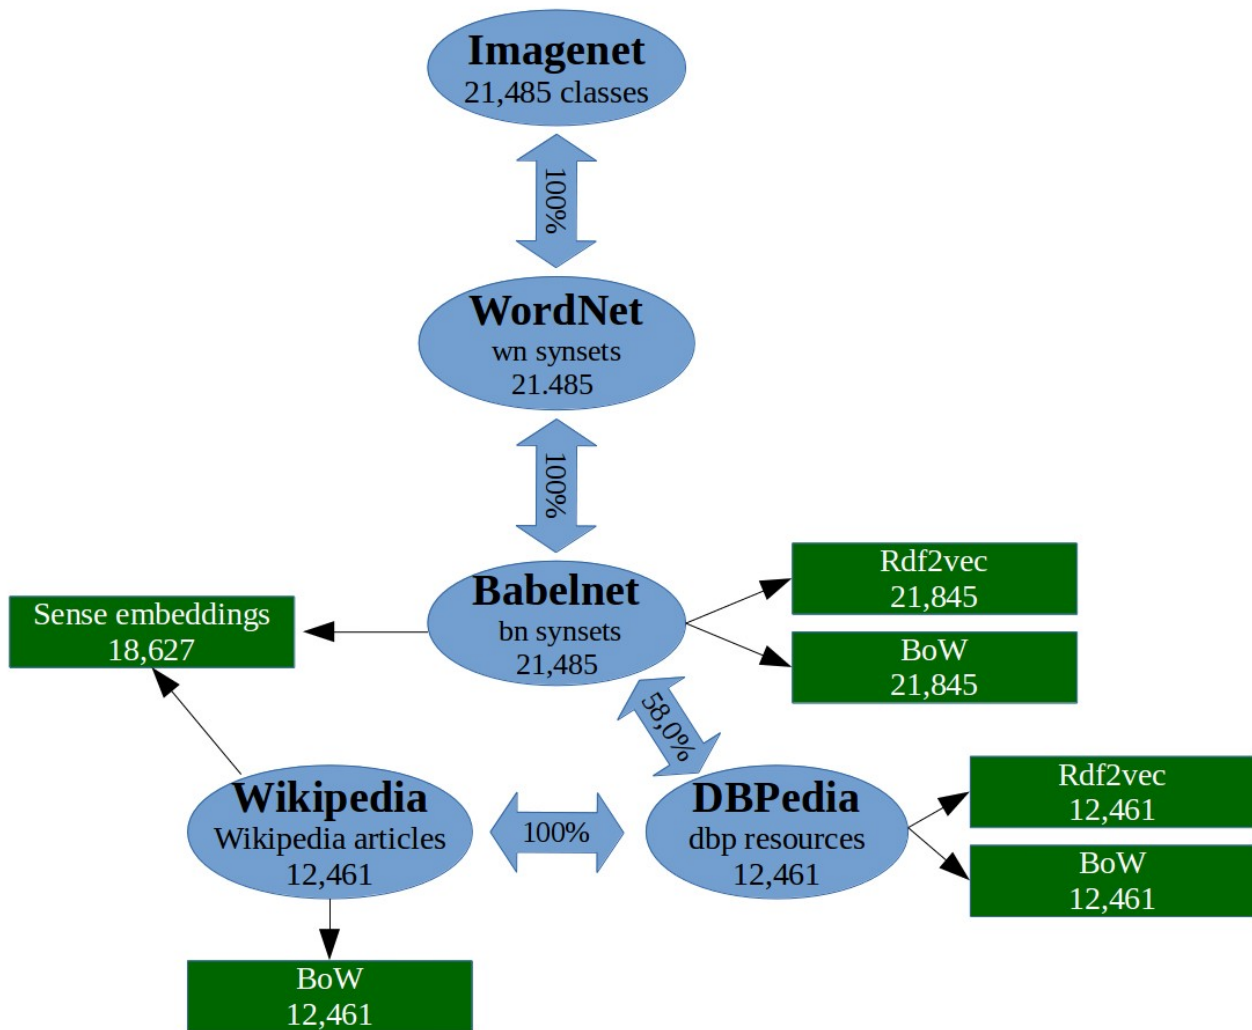 Imagenet
21,485 classes
100%
WordNet
wn synsets
21.485
100%
Babelnet
bn synsets
21,485
Rdf2vec
21,845
BoW
21,845
Sense embeddings
18,627
58,0%
Wikipedia
Wikipedia articles
12,461
100%
DBPedia
dbp resources
12,461
Rdf2vec
12,461
BoW
12,461
BoW
12,461